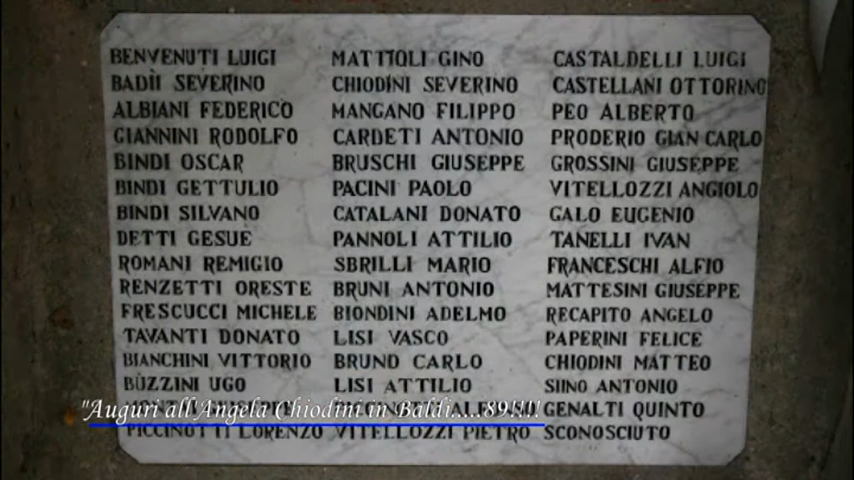 BENVENUTI LUIGI MATTIOLI GINO CASTALDELLI LUIGI
BADII SEVERINO CHIODINI SEVERINO CASTELLANI OTTORINO
ALBIANI FEDERICO MANGANO FILIPPO PEO ALBERTO
GIANNINI RODOLFO CARDETI ANTONIO PRODERIO GIAN CARLO
BINDI OSCAR BRUSCHI GIUSEPPE GROSSINI GIUSEPPE
BINDI GETTULIO PACINI PAOLO VITELLOZZI ANGIOLO
BINDI SILVANO CATALANI DONATO GALO EUGENIO
DETTI GESUE PANNOLI ATTILIO TANELLI IVAN
ROMANI REMIGIO SBRILLI MARIO FRANCESCHI ALFIO
RENZETTI ORESTE BRUNI ANTONIO MATTESINI GIUSEPPE
FRESCUCCI MICHELE BIONDINI ADELMO RECAPITO ANGELO
TAVANTI DONATO LISI VASCO PAPERINI FELICE
BIANCHINI VITTORIO BRUND CARLO CHIODINI MATTEO
BUZZINI UGO LISI ATTILIO SIINO ANTONIO
GENALTI QUINTO
"Auguri all'Angela Chiodini in Baldi.....89!!!!!
PICCINOTTI LORENZO VITELLOZZI PIETRO SCONOSCIUTO